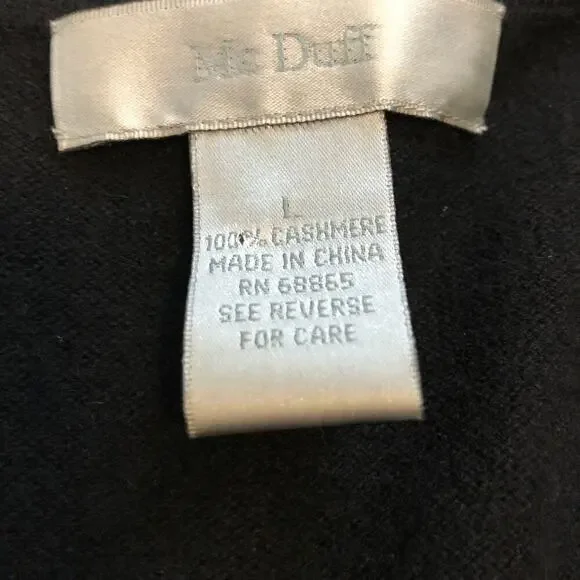 Mc Duff
L
100% CASHMERE
MADE IN CHINA
RN 68865
SEE REVERSE
FOR CARE